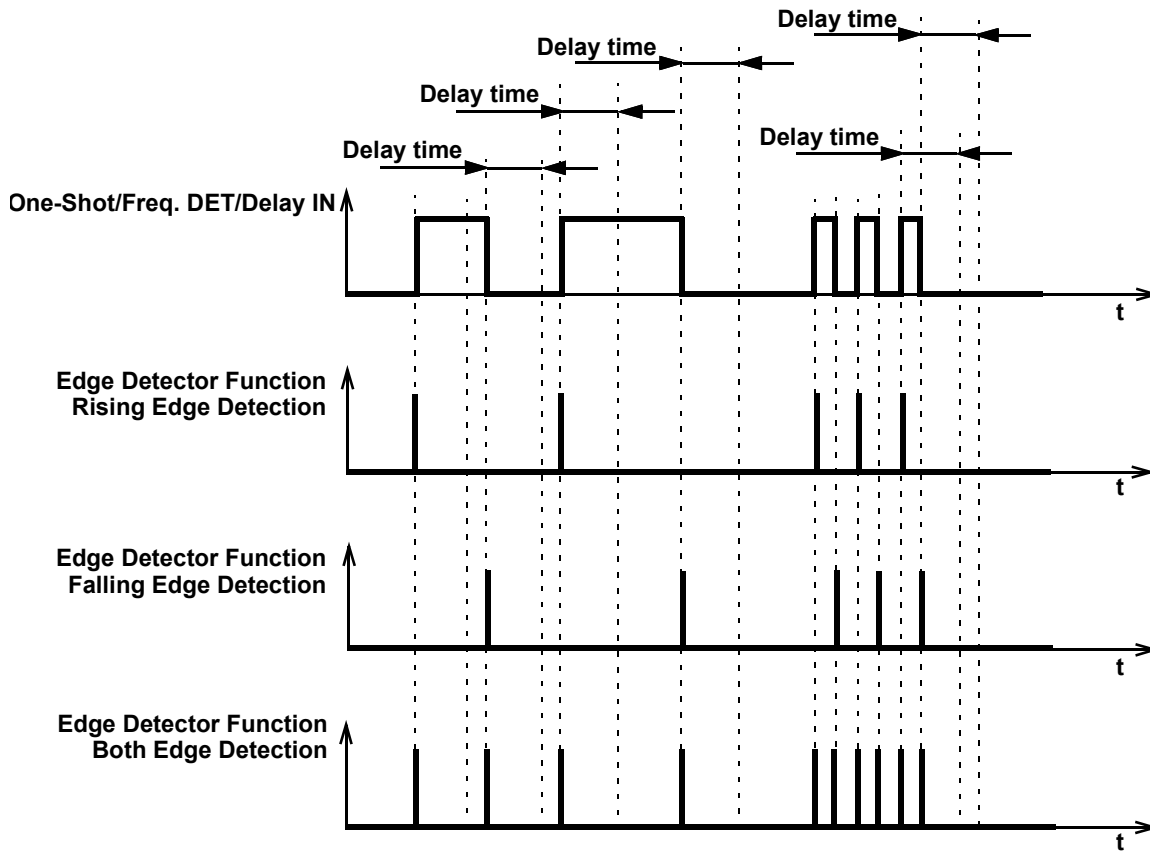 Delay time
Delay time
Delay time
Delay time
Delay time
One-Shot/Freq. DET/Delay IN
t
Edge Detector Function
Rising Edge Detection
t
Edge Detector Function
Falling Edge Detection
t
Edge Detector Function
Both Edge Detection
t